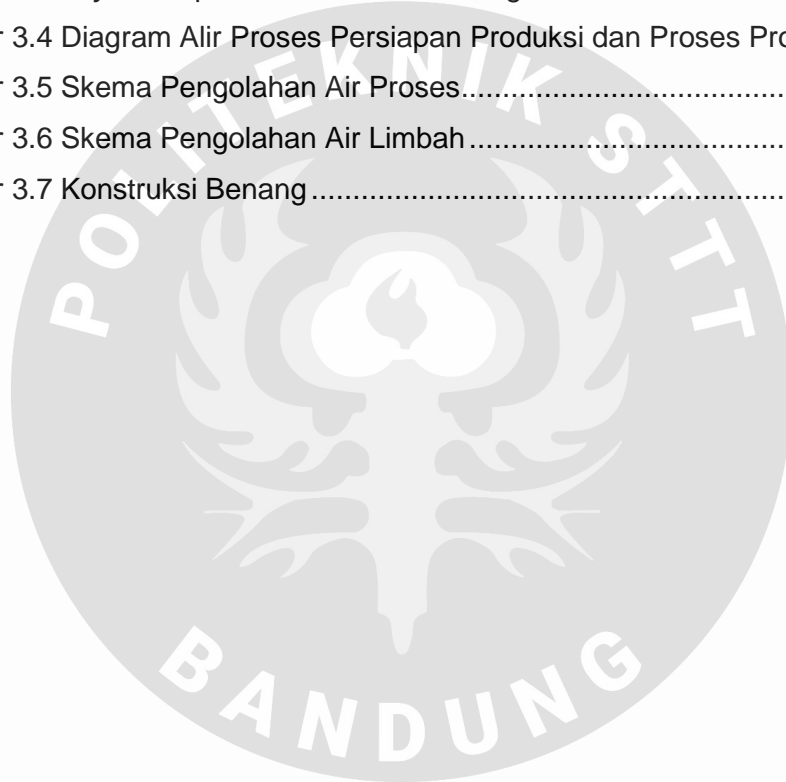 r 3.4 Diagram Alir Proses Persiapan Produksi dan Proses Pro
r 3.5 Skema Pengolahan Air Proses.......................................
r 3.6 Skema Pengolahan Air Limbah......................................
r 3.7 Konstruksi Benang.........................................................
POLITEKNIK STTT
BANDUNG